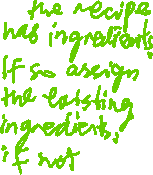 the recipe
has ingredients
If so assign
the existing
ingredients.
if not